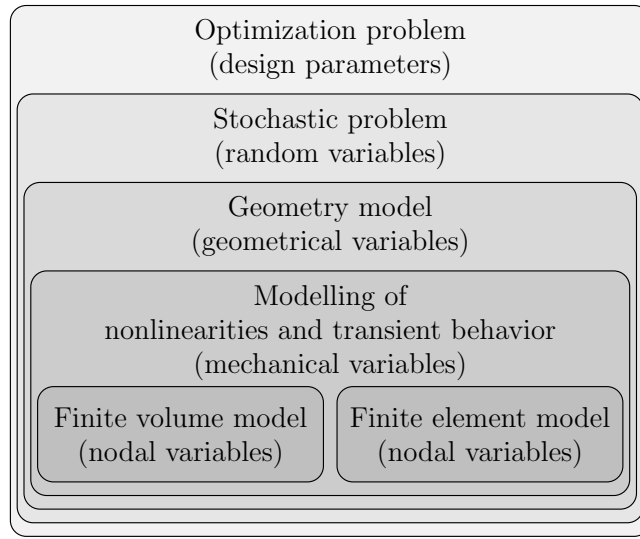 Optimization problem
(design parameters)
Stochastic problem
(random variables)
Geometry model
(geometrical variables)
Modelling of
nonlinearities and transient behavior
(mechanical variables)
Finite volume model
(nodal variables)
Finite element model
(nodal variables)